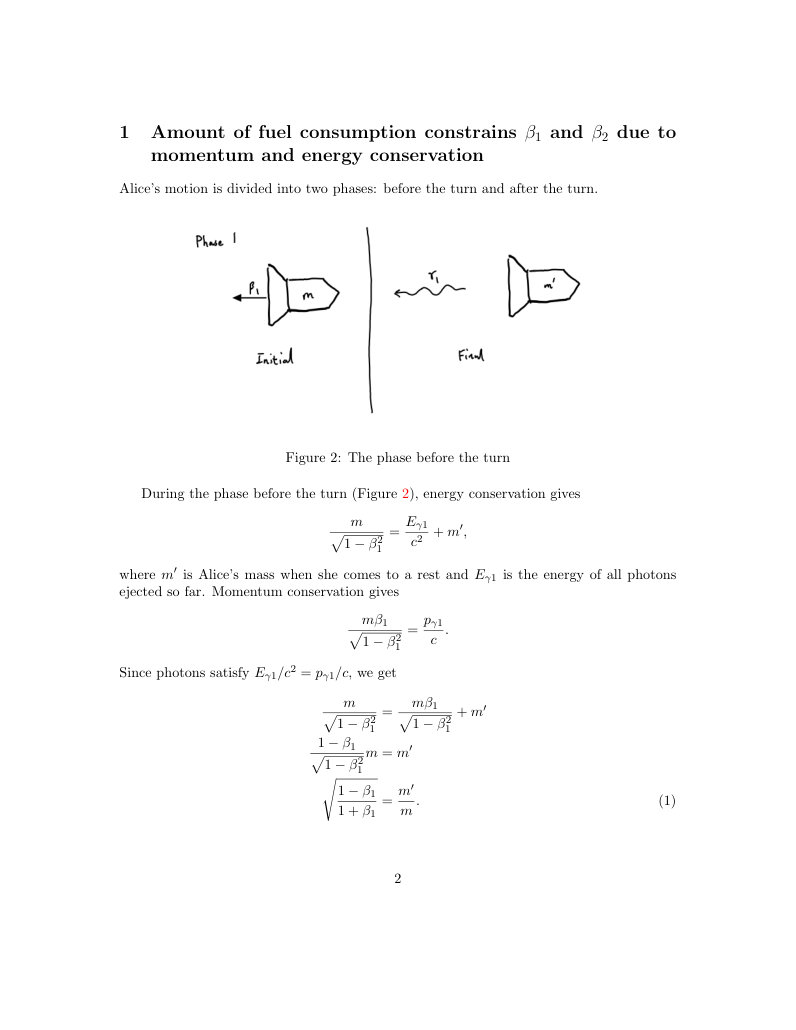 1 Amount of fuel consumption constrains β₁ and β₂ due to
momentum and energy conservation
Alice's motion is divided into two phases: before the turn and after the turn.
Phase 1
β₁
m
γ₁
m′
Initial
Final
Figure 2: The phase before the turn
During the phase before the turn (Figure 2), energy conservation gives
m/√(1 − β₁²) = E_γ1/c² + m′,
where m′ is Alice's mass when she comes to a rest and E_γ1 is the energy of all photons
ejected so far. Momentum conservation gives
mβ₁/√(1 − β₁²) = p_γ1/c.
Since photons satisfy E_γ1/c² = p_γ1/c, we get
m/√(1 − β₁²) = mβ₁/√(1 − β₁²) + m′
(1 − β₁)/√(1 − β₁²) m = m′
√((1 − β₁)/(1 + β₁)) = m′/m. (1)
2